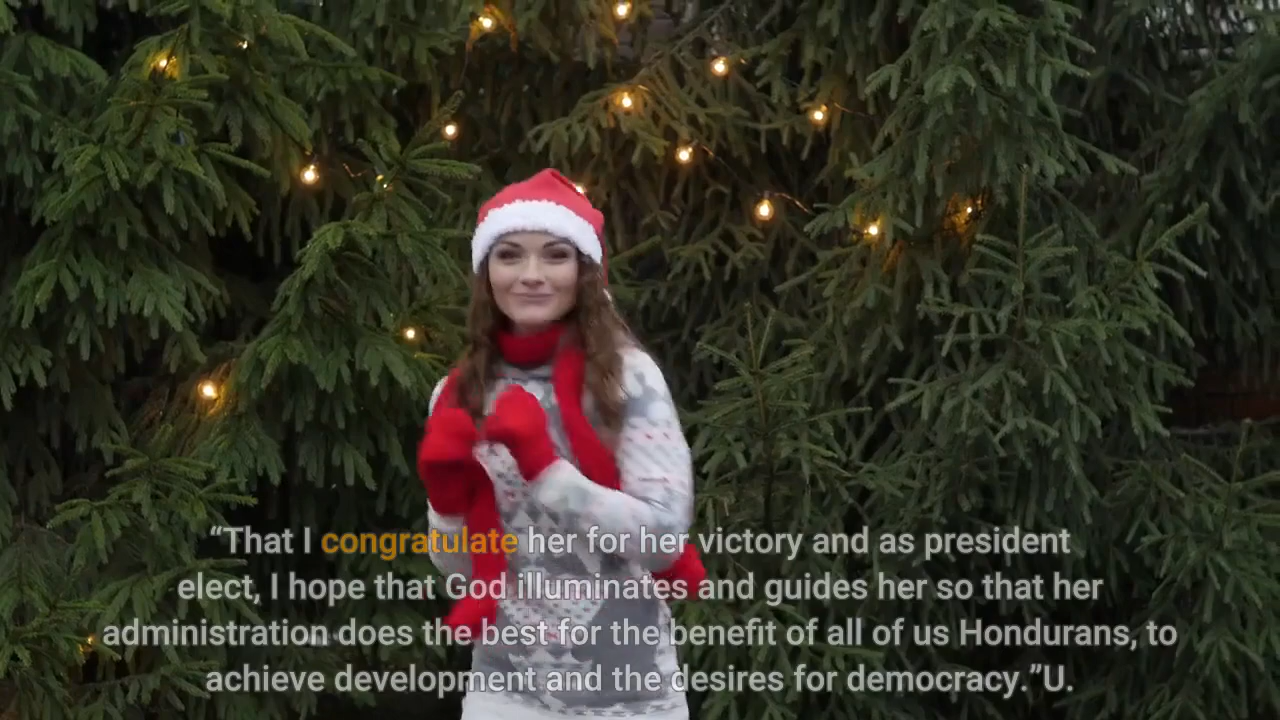 “That I congratulate her for her victory and as president
elect, I hope that God illuminates and guides her so that her
administration does the best for the benefit of all of us Hondurans, to
achieve development and the desires for democracy.”U.